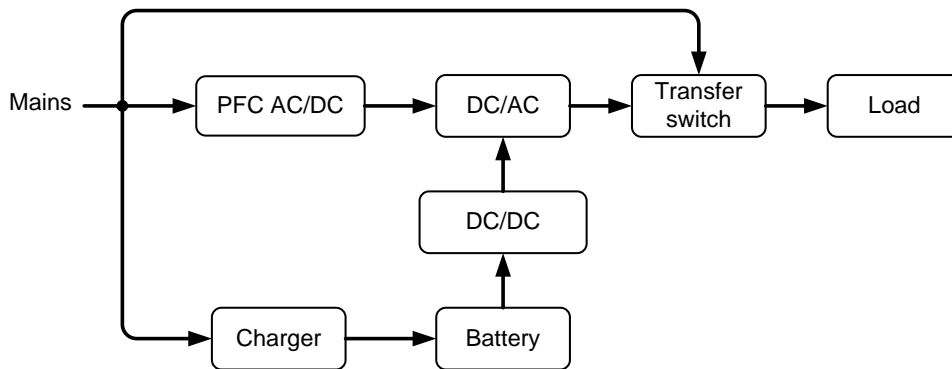 Mains
PFC AC/DC
DC/AC
Transfer
switch
Load
DC/DC
Charger
Battery